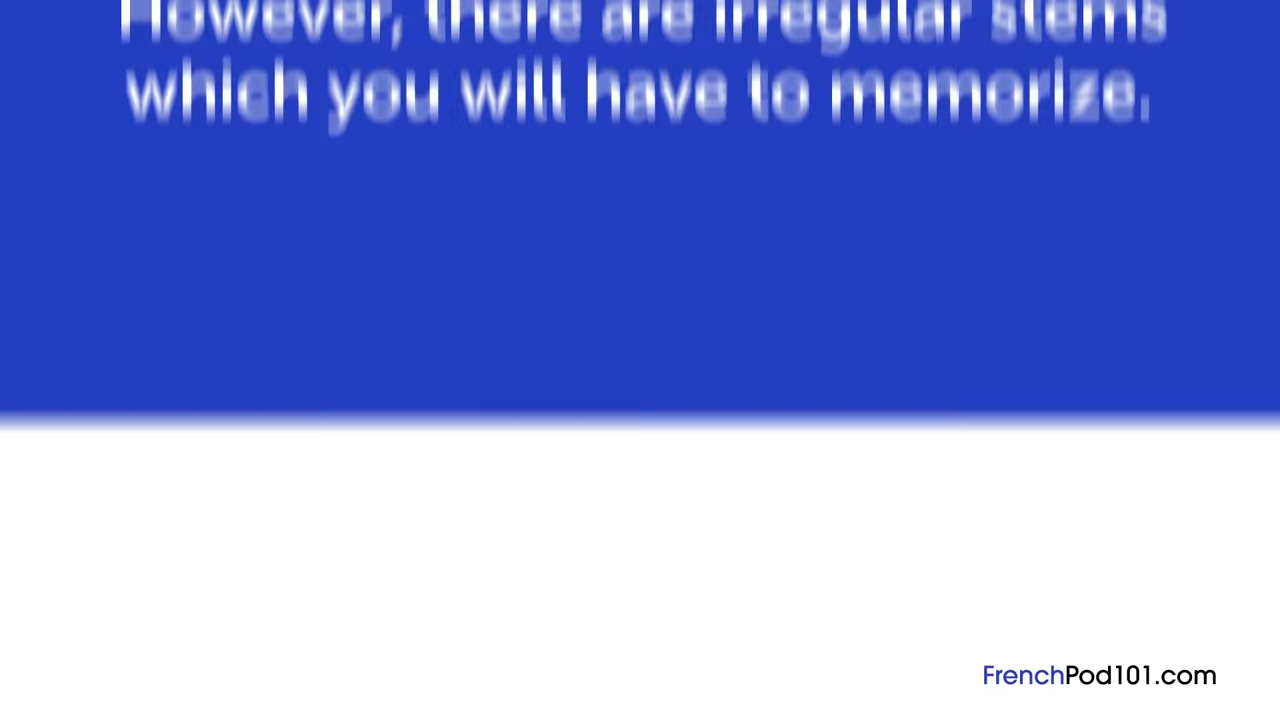 However, there are irregular stems
which you will have to memorize.
FrenchPod101.com